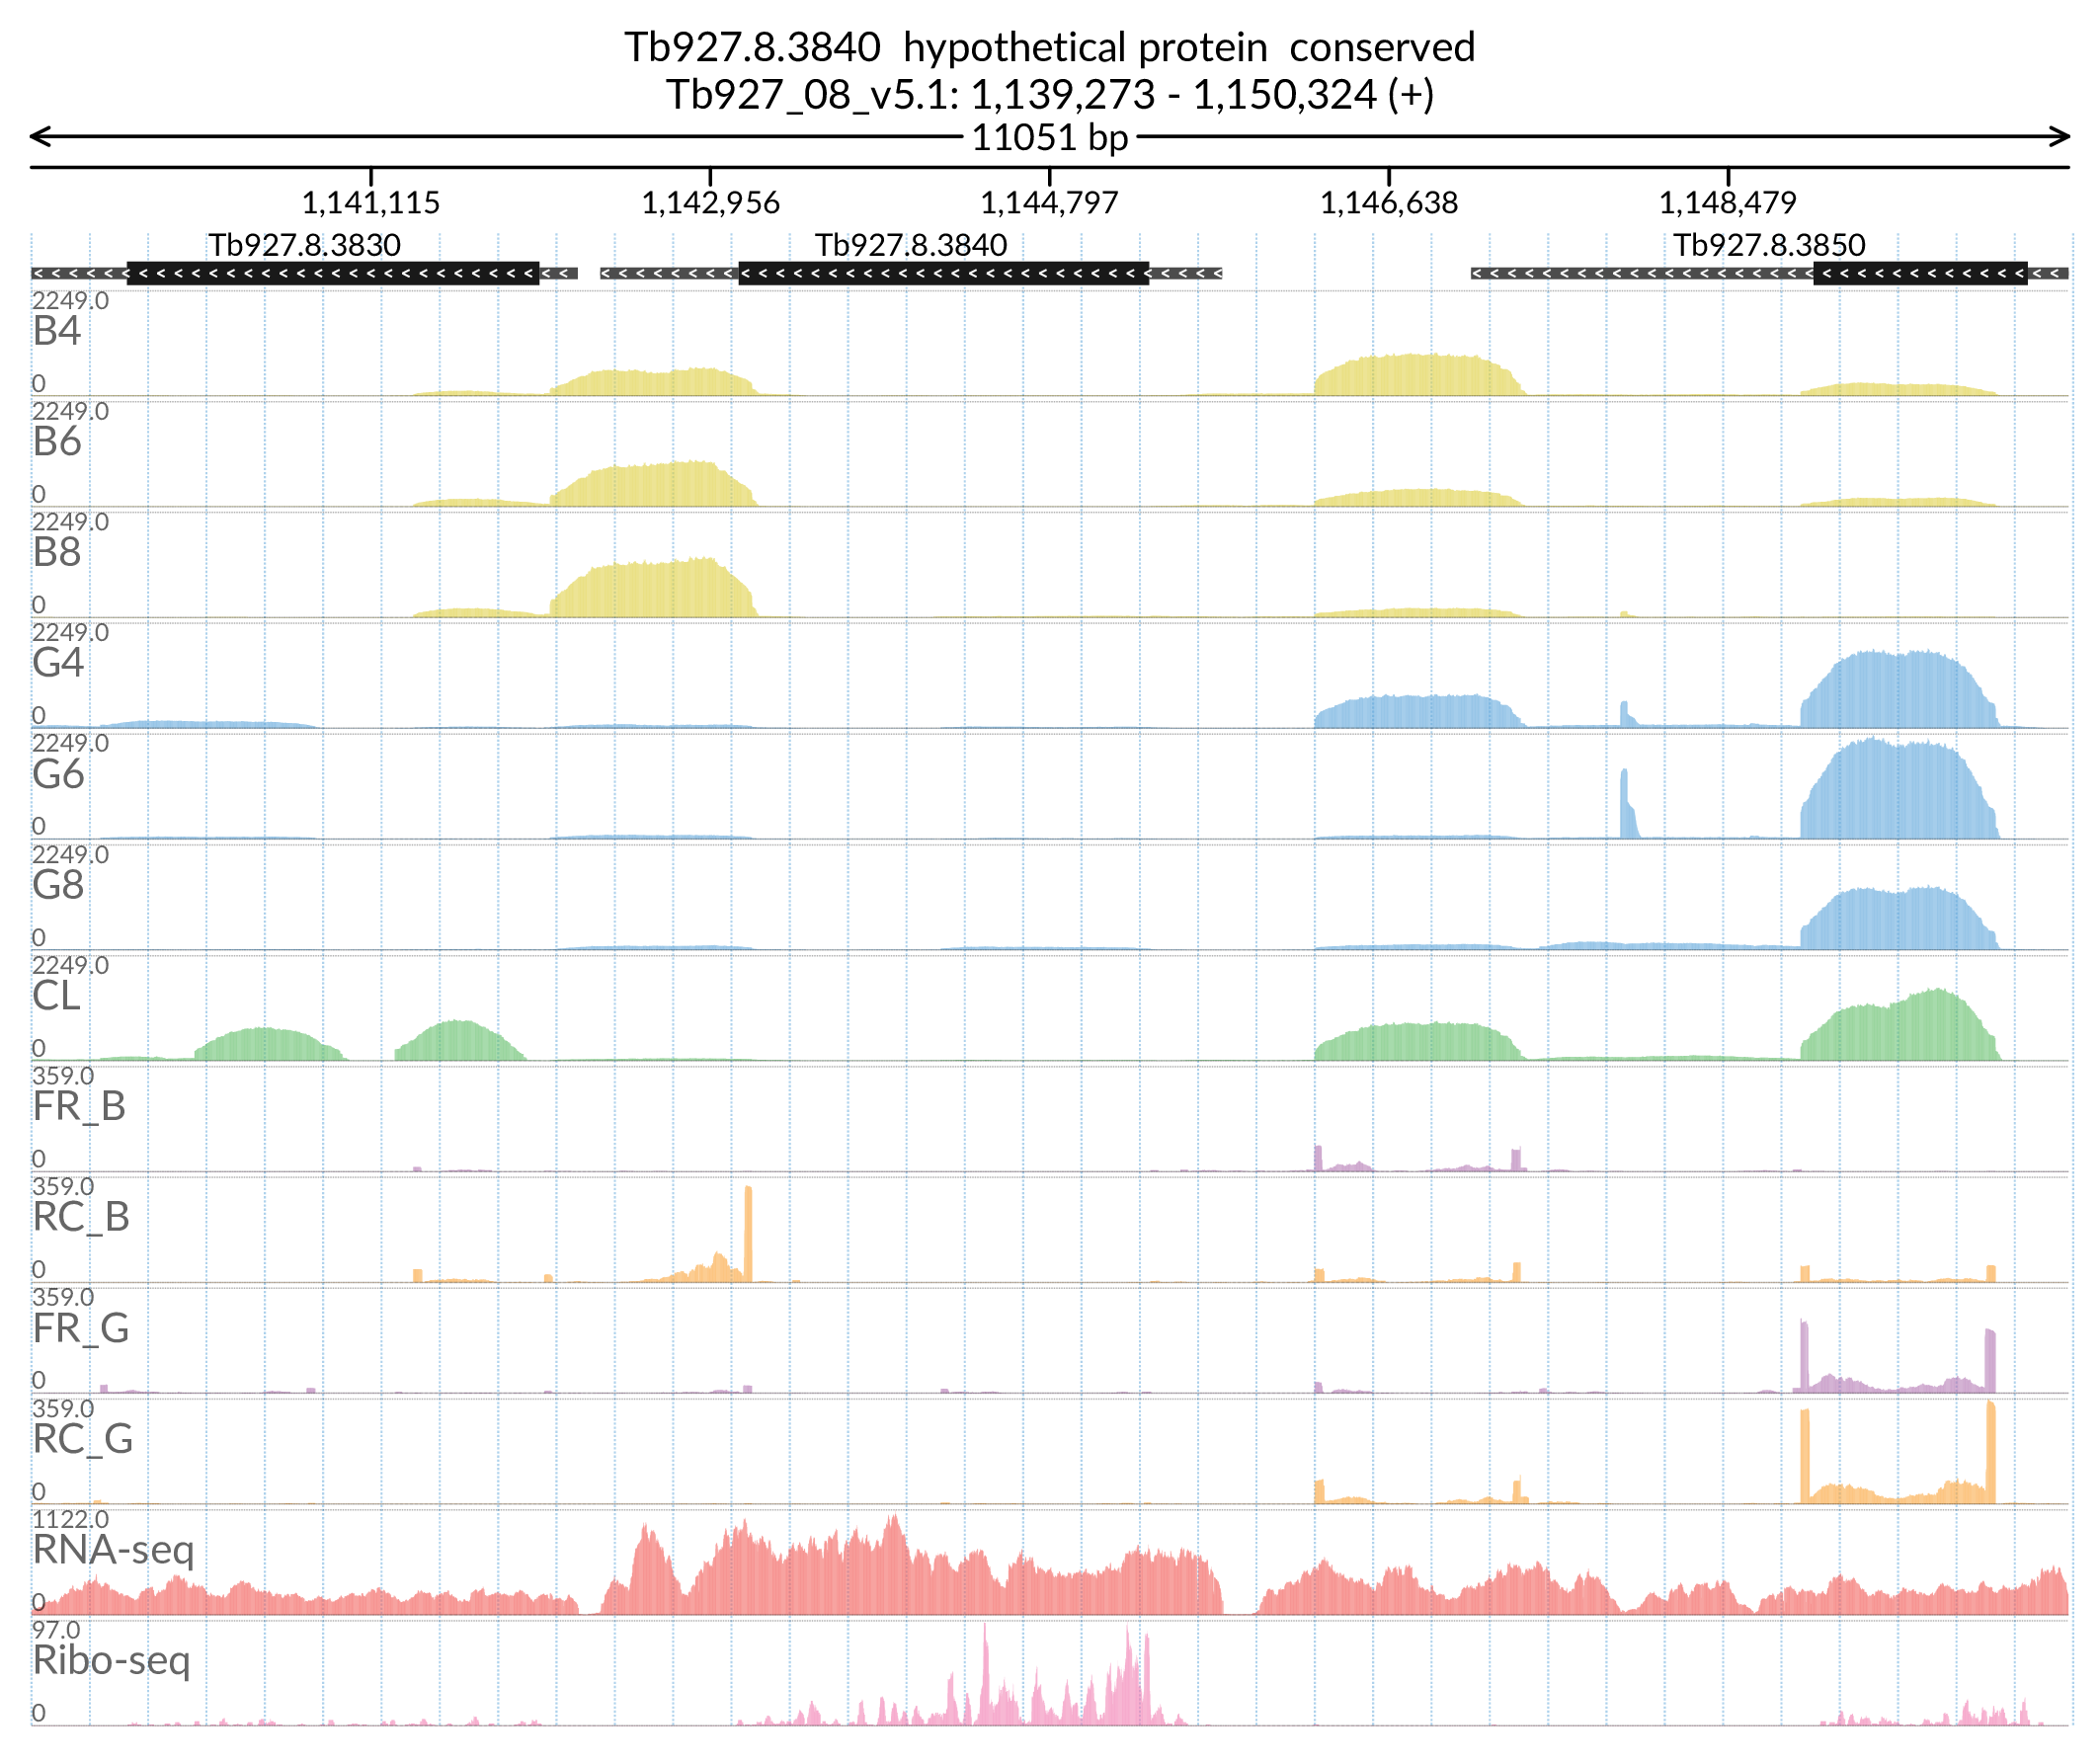 Tb927.8.3840  hypothetical protein  conserved
Tb927_08_v5.1: 1,139,273 - 1,150,324 (+)
11051 bp
1,141,115 1,142,956 1,144,797 1,146,638 1,148,479
Tb927.8.3830 Tb927.8.3840 Tb927.8.3850
2249.0
B4
0
2249.0
B6
0
2249.0
B8
0
2249.0
G4
0
2249.0
G6
0
2249.0
G8
0
2249.0
CL
0
359.0
FR_B
0
359.0
RC_B
0
359.0
FR_G
0
359.0
RC_G
0
1122.0
RNA-seq
0
97.0
Ribo-seq
0